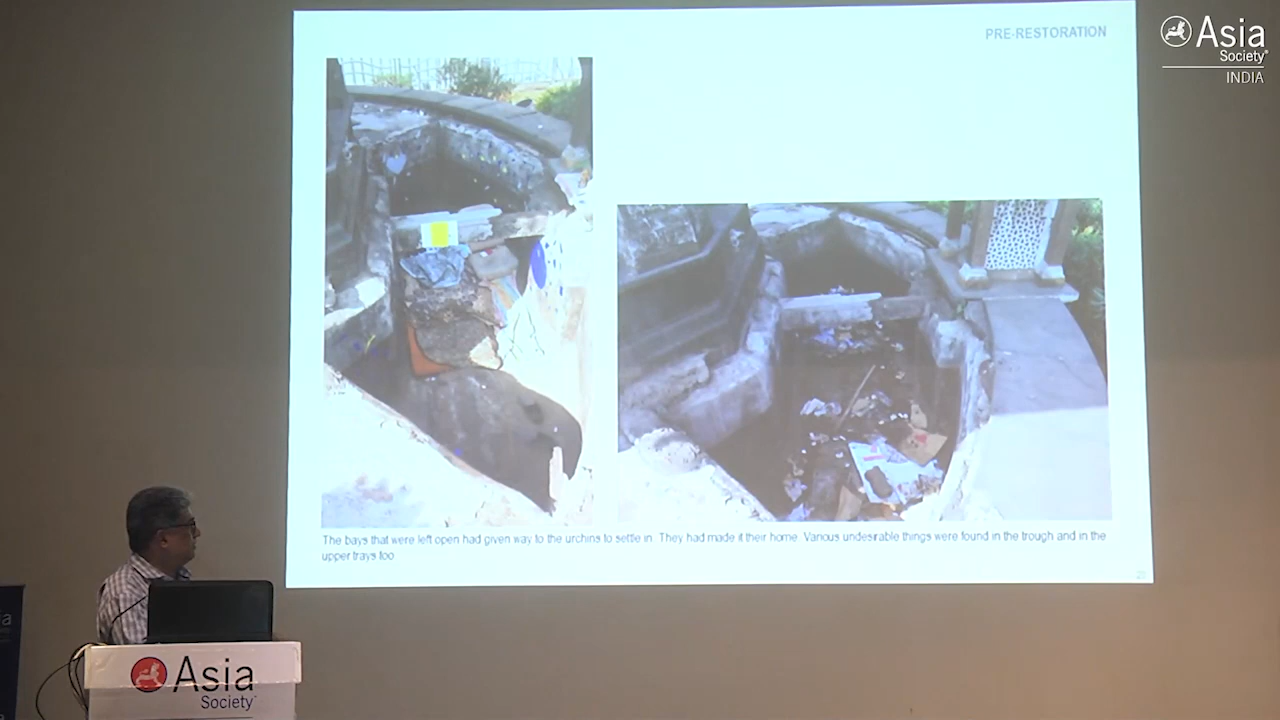 PRE-RESTORATION
Asia
Society
INDIA
The bays that were left open had given way to the urchins to settle in. They had made it their home. Various undesirable things were found in the trough and in the
upper trays too
Asia
Society